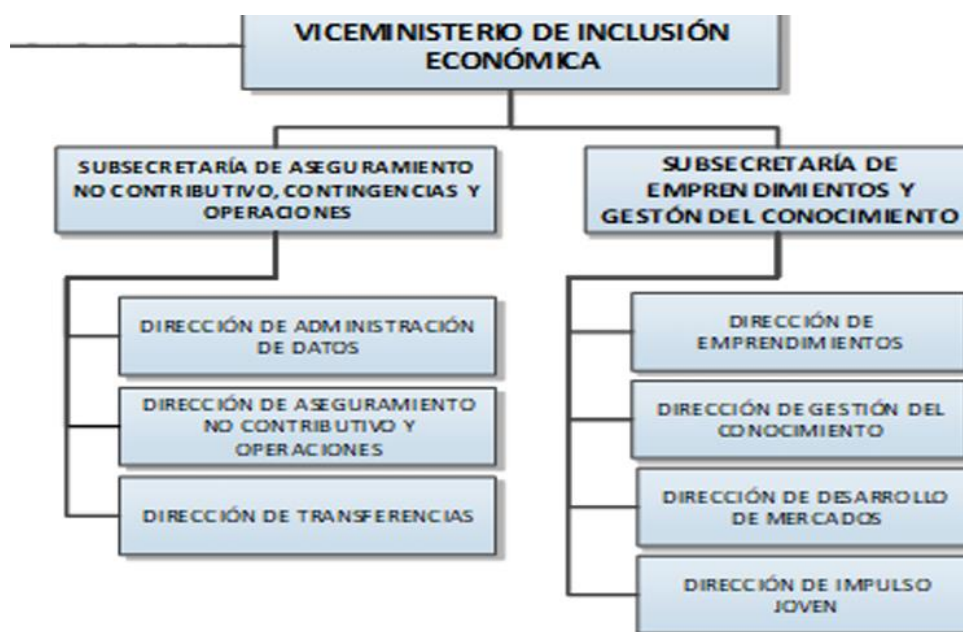 VICEMINISTERIO DE INCLUSIÓN
ECONÓMICA
SUBSECRETARÍA DE ASEGURAMIENTO
NO CONTRIBUTIVO, CONTINGENCIAS Y
OPERACIONES
DIRECCIÓN DE ADMINISTRACIÓN
DE DATOS
DIRECCIÓN DE ASEGURAMIENTO
NO CONTRIBUTIVO Y
OPERACIONES
DIRECCIÓN DE TRANSFERENCIAS
SUBSECRETARÍA DE
EMPRENDIMIENTOS Y
GESTIÓN DEL CONOCIMIENTO
DIRECCIÓN DE
EMPRENDIMIENTOS
DIRECCIÓN DE GESTIÓN DEL
CONOCIMIENTO
DIRECCIÓN DE DESARROLLO
DE MERCADOS
DIRECCIÓN DE IMPULSO
JOVEN